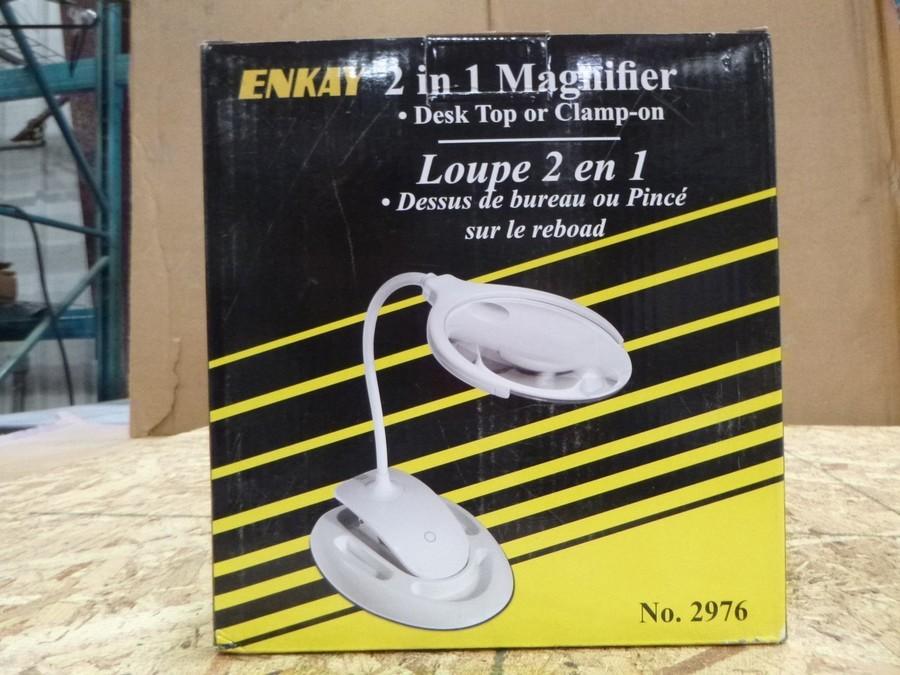 ENKAY 2 in 1 Magnifier
• Desk Top or Clamp-on
Loupe 2 en 1
• Dessus de bureau ou Pincé
sur le reboad
No. 2976